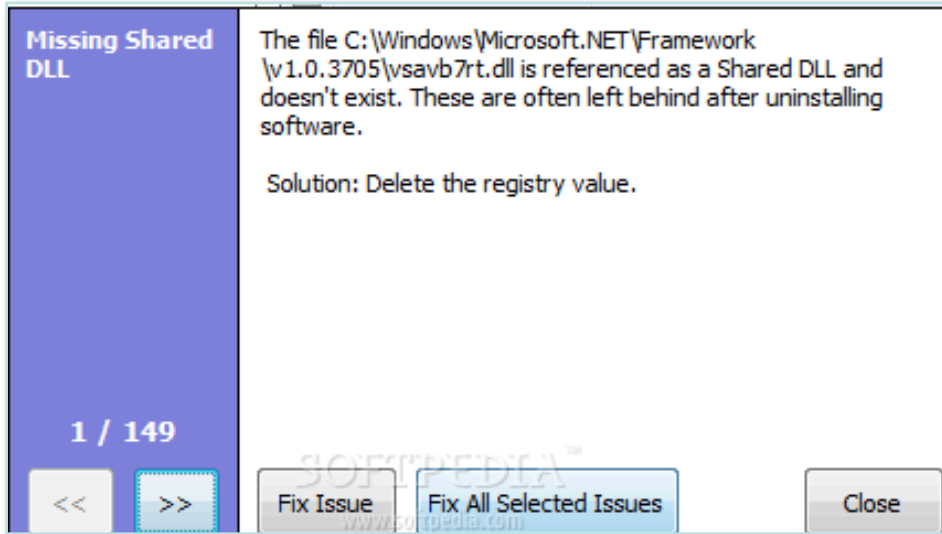 Missing Shared
DLL
The file C:\Windows\Microsoft.NET\Framework
\v1.0.3705\vsavb7rt.dll is referenced as a Shared DLL and
doesn't exist. These are often left behind after uninstalling
software.
Solution: Delete the registry value.
1 / 149
SOFTPEDIA™
<< >> Fix Issue Fix All Selected Issues Close
www.softpedia.com